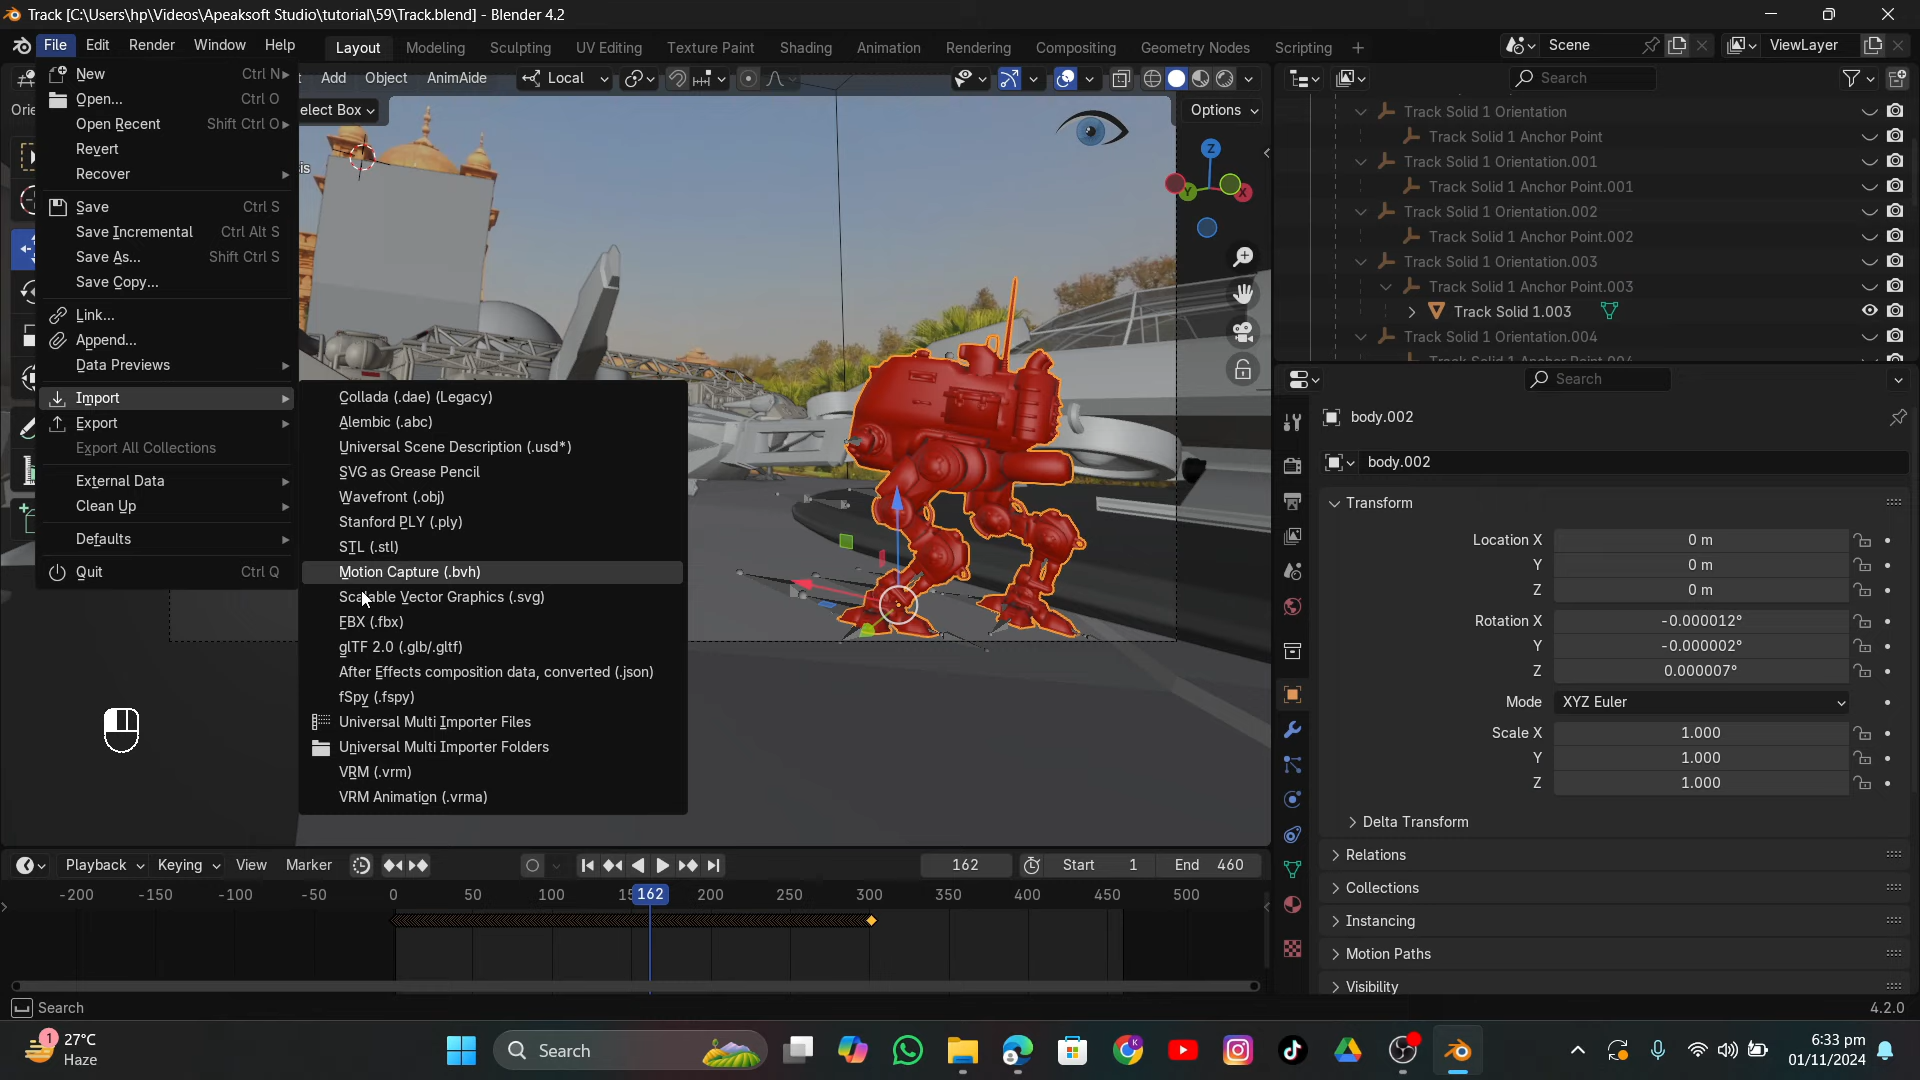 Track [C:\Users\hp\Videos\Apeaksoft Studio\tutorial\59\Track.blend] - Blender 4.2
File Edit Render Window Help
Layout Modeling Sculpting UV Editing Texture Paint Shading Animation Rendering Compositing Geometry Nodes Scripting
Scene
ViewLayer
Add Object AnimAide
Local
Search
elect Box
Options
Orie
is
New Ctrl N
Open... Ctrl O
Open Recent Shift Ctrl O
Revert
Recover
Save Ctrl S
Save Incremental Ctrl Alt S
Save As... Shift Ctrl S
Save Copy...
Link...
Append...
Data Previews
Import
Export
Export All Collections
External Data
Clean Up
Defaults
Quit Ctrl Q
Collada (.dae) (Legacy)
Alembic (.abc)
Universal Scene Description (.usd*)
SVG as Grease Pencil
Wavefront (.obj)
Stanford PLY (.ply)
STL (.stl)
Motion Capture (.bvh)
Scalable Vector Graphics (.svg)
FBX (.fbx)
glTF 2.0 (.glb/.gltf)
After Effects composition data, converted (.json)
fSpy (.fspy)
Universal Multi Importer Files
Universal Multi Importer Folders
VRM (.vrm)
VRM Animation (.vrma)
Z
Y
X
Track Solid 1 Orientation
Track Solid 1 Anchor Point
Track Solid 1 Orientation.001
Track Solid 1 Anchor Point.001
Track Solid 1 Orientation.002
Track Solid 1 Anchor Point.002
Track Solid 1 Orientation.003
Track Solid 1 Anchor Point.003
Track Solid 1.003
Track Solid 1 Orientation.004
Track Solid 1 Anchor Point.004
Search
body.002
body.002
Transform
Location X 0 m
Y 0 m
Z 0 m
Rotation X -0.000012°
Y -0.000002°
Z 0.000007°
Mode XYZ Euler
Scale X 1.000
Y 1.000
Z 1.000
Delta Transform
Relations
Collections
Instancing
Motion Paths
Visibility
Playback Keying View Marker
162 Start 1 End 460
-200 -150 -100 -50 0 50 100 15 162 200 250 300 350 400 450 500
Search
4.2.0
1 27°C
Haze
Search
6:33 pm
01/11/2024